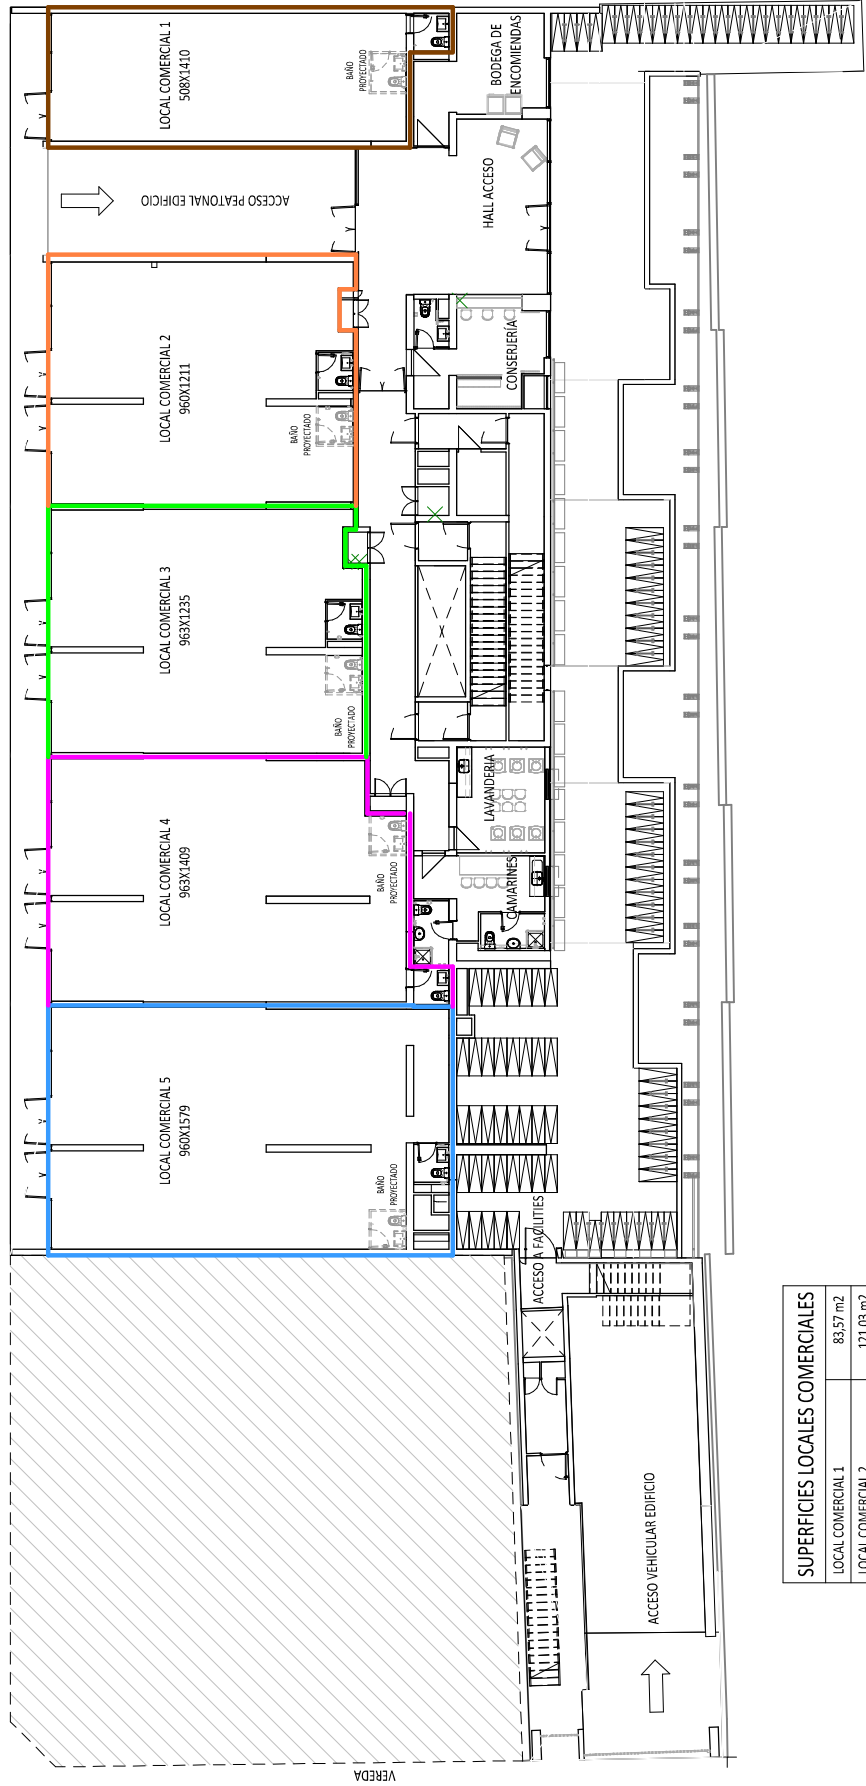 LOCAL COMERCIAL 1
508X1410
BAÑO
PROYECTADO
BODEGA DE
ENCOMIENDAS
ACCESO PEATONAL EDIFICIO
HALL ACCESO
LOCAL COMERCIAL 2
960X1211
BAÑO
PROYECTADO
CONSERJERÍA
LOCAL COMERCIAL 3
963X1235
BAÑO
PROYECTADO
LOCAL COMERCIAL 4
963X1409
BAÑO
PROYECTADO
LAVANDERIA
CAMARINES
LOCAL COMERCIAL 5
960X1579
BAÑO
PROYECTADO
ACCESO A FACILITIES
ACCESO VEHICULAR EDIFICIO
VEREDA
SUPERFICIES LOCALES COMERCIALES
LOCAL COMERCIAL 1 83,57 m2
LOCAL COMERCIAL 2 121,03 m2